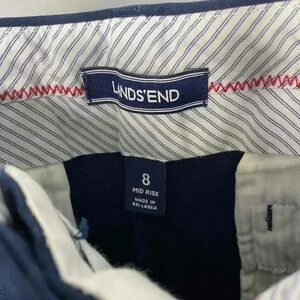 LANDS' END
8
MID RISE
MADE IN
SRI LANKA